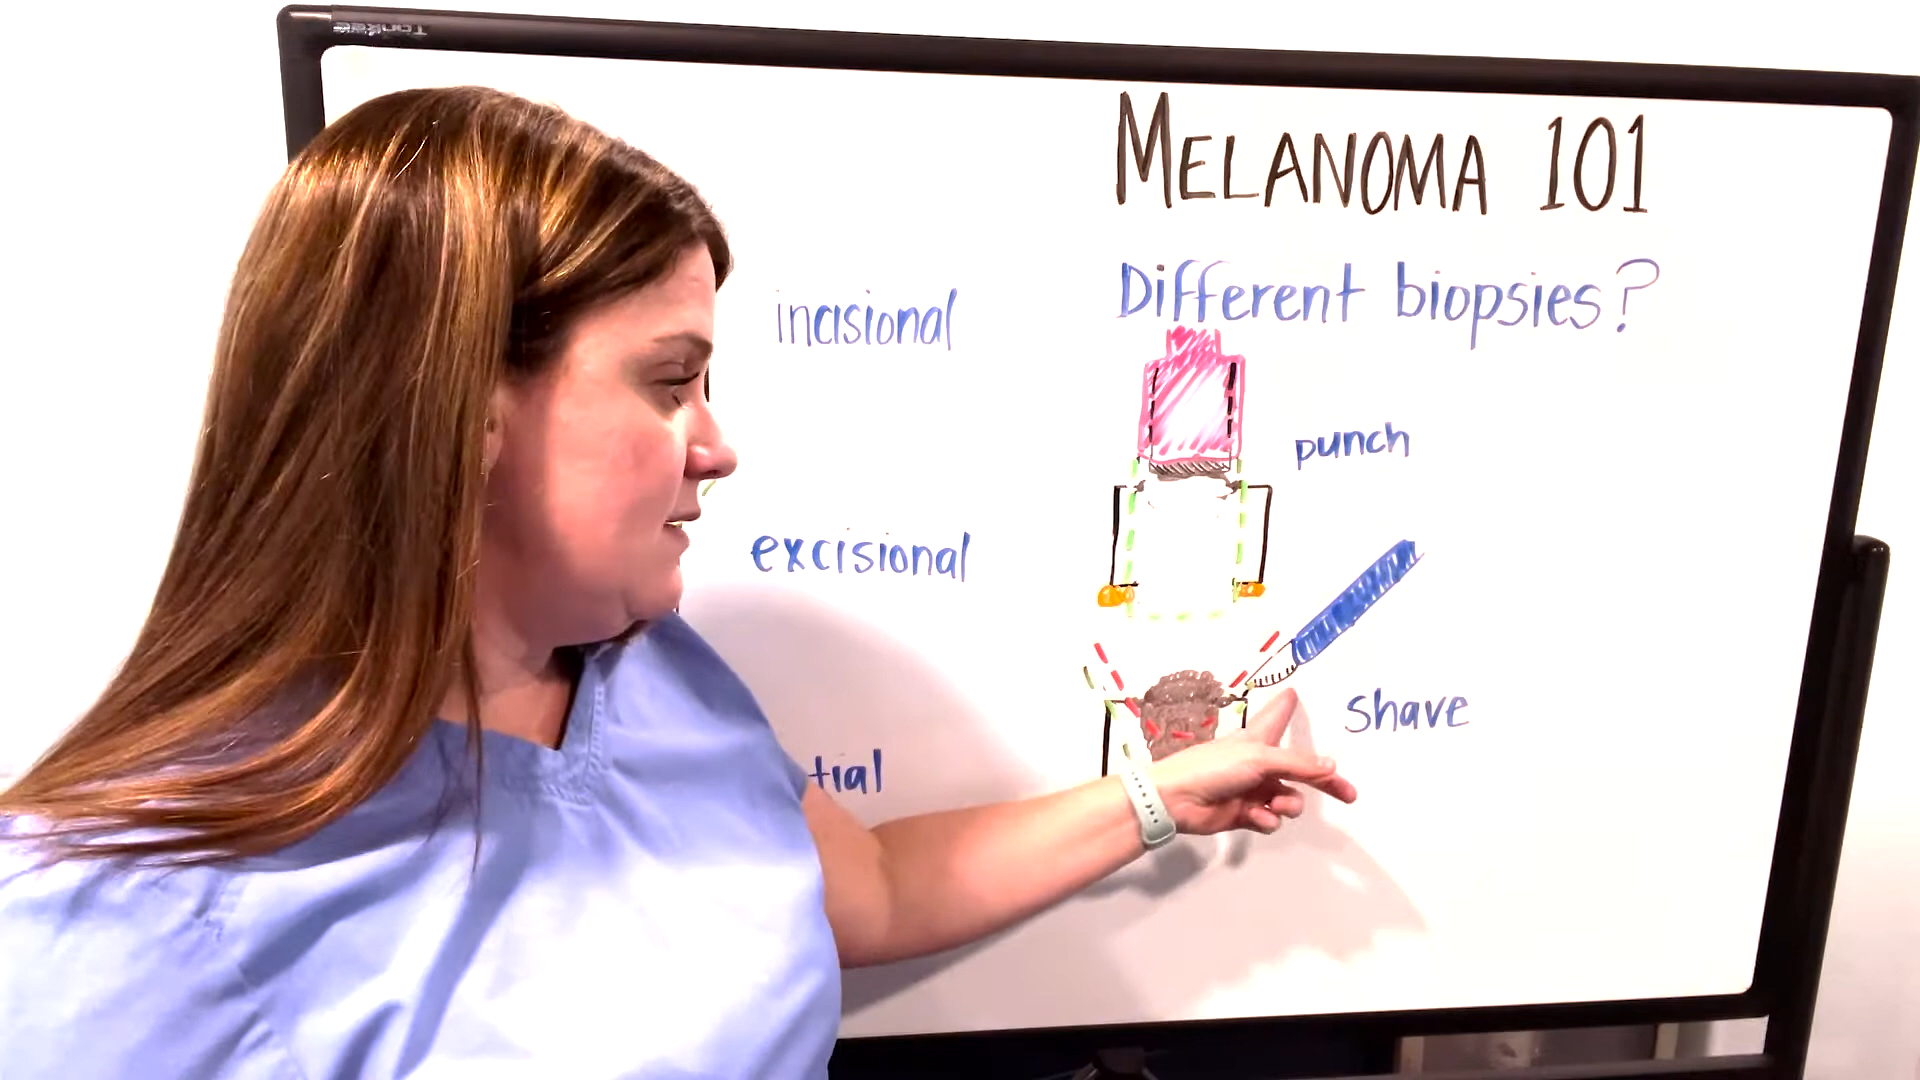 MELANOMA 101
Different biopsies?
incisional
punch
excisional
shave
tial